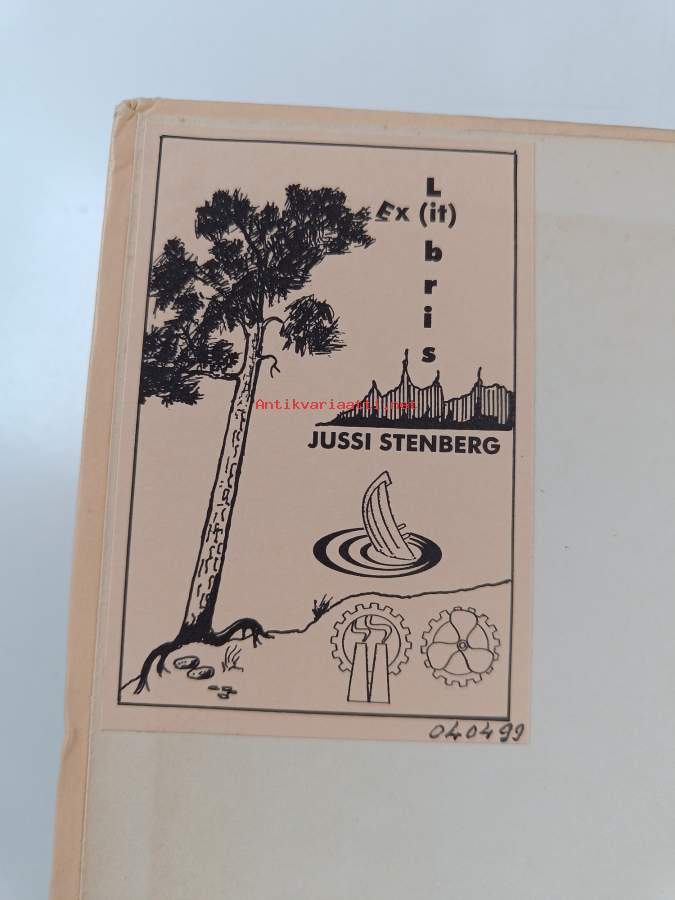 L
Ex (it)
b
r
i
s
Antikvariaatti.net
JUSSI STENBERG
040499